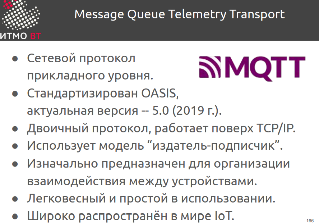 Message Queue Telemetry Transport
ИТМО
MQTT
● Сетевой протокол
прикладного уровня.
● Стандартизирован OASIS,
актуальная версия -- 5.0 (2019 г.).
● Двоичный протокол, работает поверх TCP/IP.
● Использует модель "издатель-подписчик".
● Изначально предназначен для организации
взаимодействия между устройствами.
● Легковесный и простой в использовании.
● Широко распространён в мире IoT.